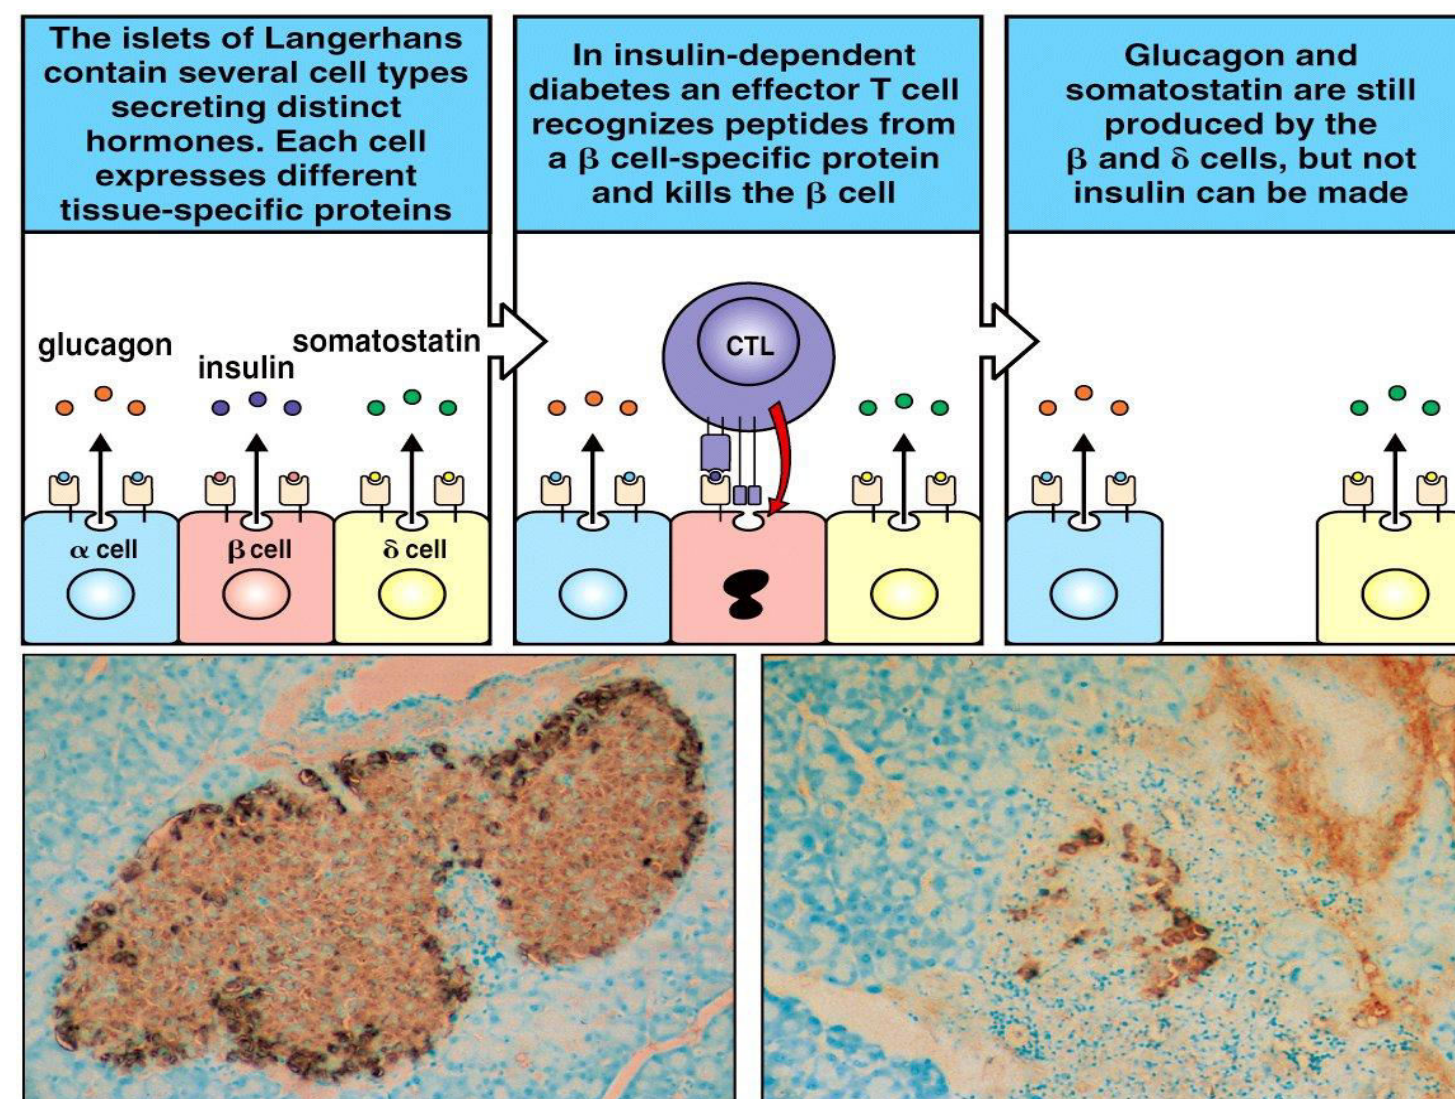 The islets of Langerhans
contain several cell types
secreting distinct
hormones. Each cell
expresses different
tissue-specific proteins
In insulin-dependent
diabetes an effector T cell
recognizes peptides from
a β cell-specific protein
and kills the β cell
Glucagon and
somatostatin are still
produced by the
β and δ cells, but not
insulin can be made
glucagon
insulin
somatostatin
α cell
β cell
δ cell
CTL